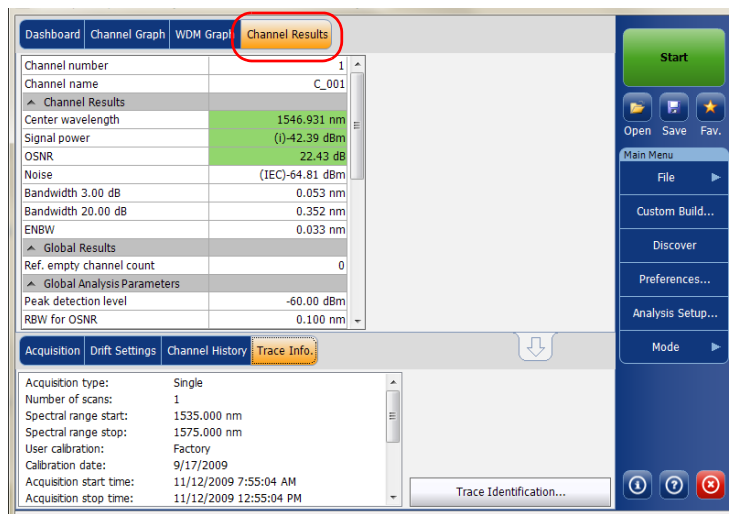 Dashboard Channel Graph WDM Graph Channel Results
Channel number 1
Channel name C_001
Channel Results
Center wavelength 1546.931 nm
Signal power (i)-42.39 dBm
OSNR 22.43 dB
Noise (IEC)-64.81 dBm
Bandwidth 3.00 dB 0.053 nm
Bandwidth 20.00 dB 0.352 nm
ENBW 0.033 nm
Global Results
Ref. empty channel count 0
Global Analysis Parameters
Peak detection level -60.00 dBm
RBW for OSNR 0.100 nm
Acquisition Drift Settings Channel History Trace Info.
Acquisition type: Single
Number of scans: 1
Spectral range start: 1535.000 nm
Spectral range stop: 1575.000 nm
User calibration: Factory
Calibration date: 9/17/2009
Acquisition start time: 11/12/2009 7:55:04 AM
Acquisition stop time: 11/12/2009 12:55:04 PM
Trace Identification...
Start
Open Save Fav.
Main Menu
File
Custom Build...
Discover
Preferences...
Analysis Setup...
Mode